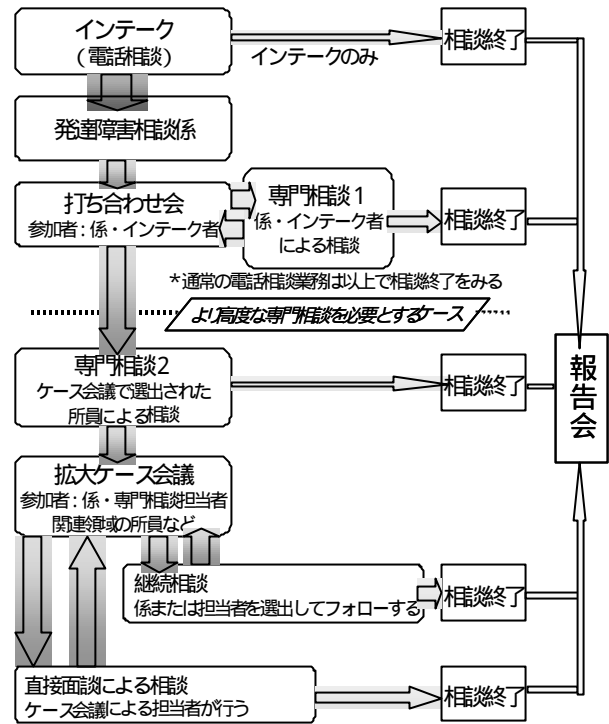 インテーク
(電話相談)
インテークのみ
相談終了
発達障害相談係
打ち合わせ会
参加者:係・インテーク者
専門相談1
係・インテーク者
による相談
相談終了
*通常の電話相談業務は以上で相談終了をみる
より高度な専門相談を必要とするケース
専門相談2
ケース会議で選出された
所員による相談
相談終了
報告会
拡大ケース会議
参加者:係・専門相談担当者
関連領域の所員など
継続相談
係または担当者を選出してフォローする
相談終了
直接面談による相談
ケース会議による担当者が行う
相談終了